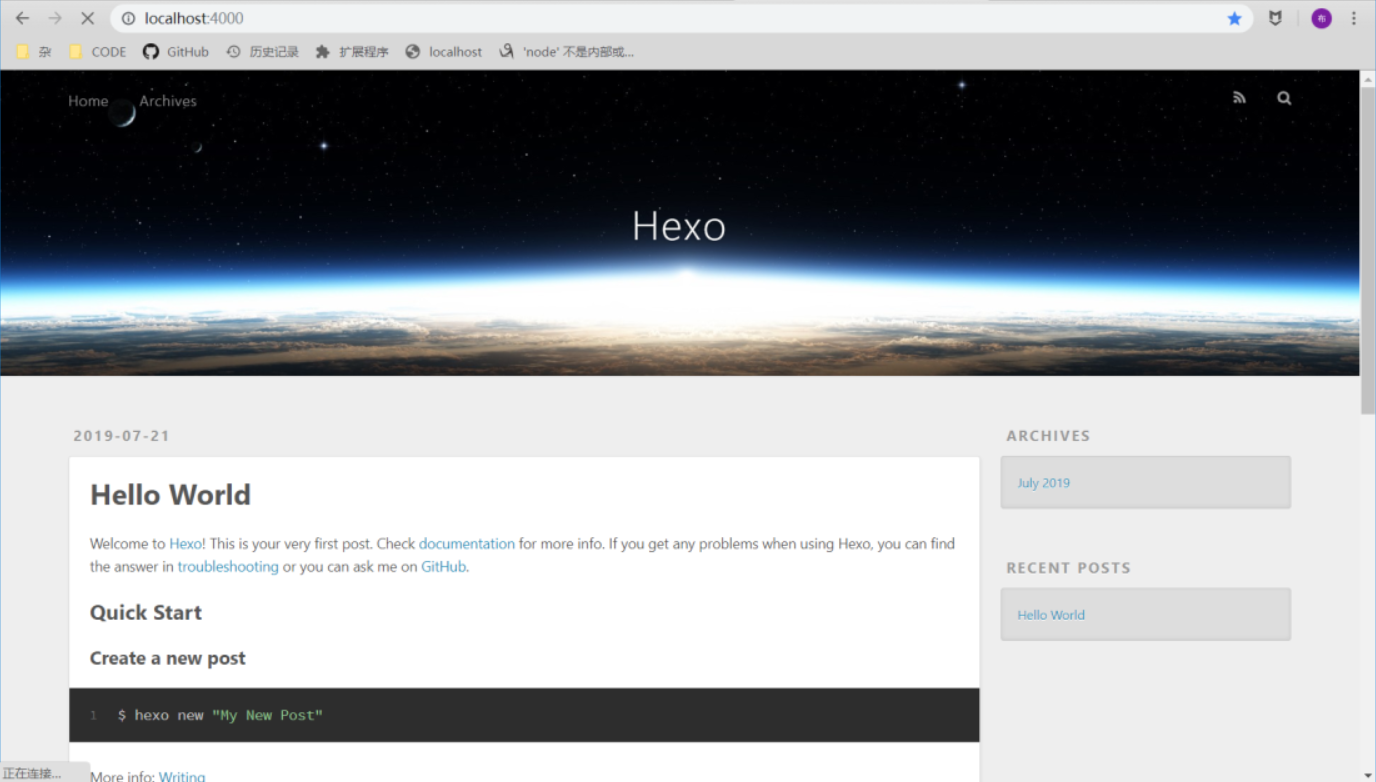 localhost:4000
布
杂 CODE GitHub 历史记录 扩展程序 localhost 'node' 不是内部或...
Home Archives
Hexo
2019-07-21
Hello World
Welcome to Hexo! This is your very first post. Check documentation for more info. If you get any problems when using Hexo, you can find
the answer in troubleshooting or you can ask me on GitHub.
Quick Start
Create a new post
1 $ hexo new "My New Post"
More info: Writing
ARCHIVES
July 2019
RECENT POSTS
Hello World
正在连接...